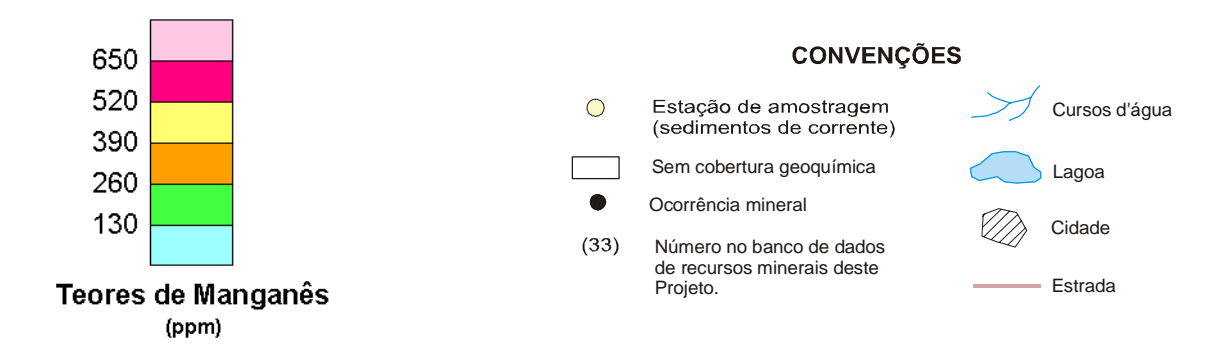 650
520
390
260
130
Teores de Manganês
(ppm)
CONVENÇÕES
Estação de amostragem
(sedimentos de corrente)
Sem cobertura geoquímica
Ocorrência mineral
(33)
Número no banco de dados
de recursos minerais deste
Projeto.
Cursos d'água
Lagoa
Cidade
Estrada